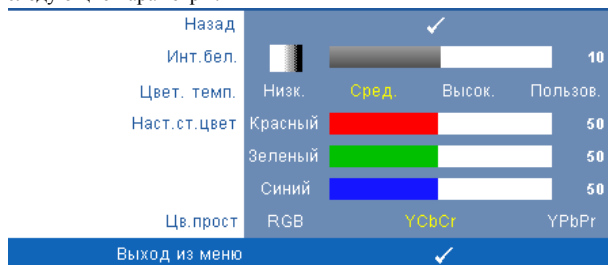 Назад
Инт.бел. 10
Цвет. темп. Низк. Сред. Высок. Пользов.
Наст.ст.цвет Красный 50
Зеленый 50
Синий 50
Цв.прост RGB YCbCr YPbPr
Выход из меню